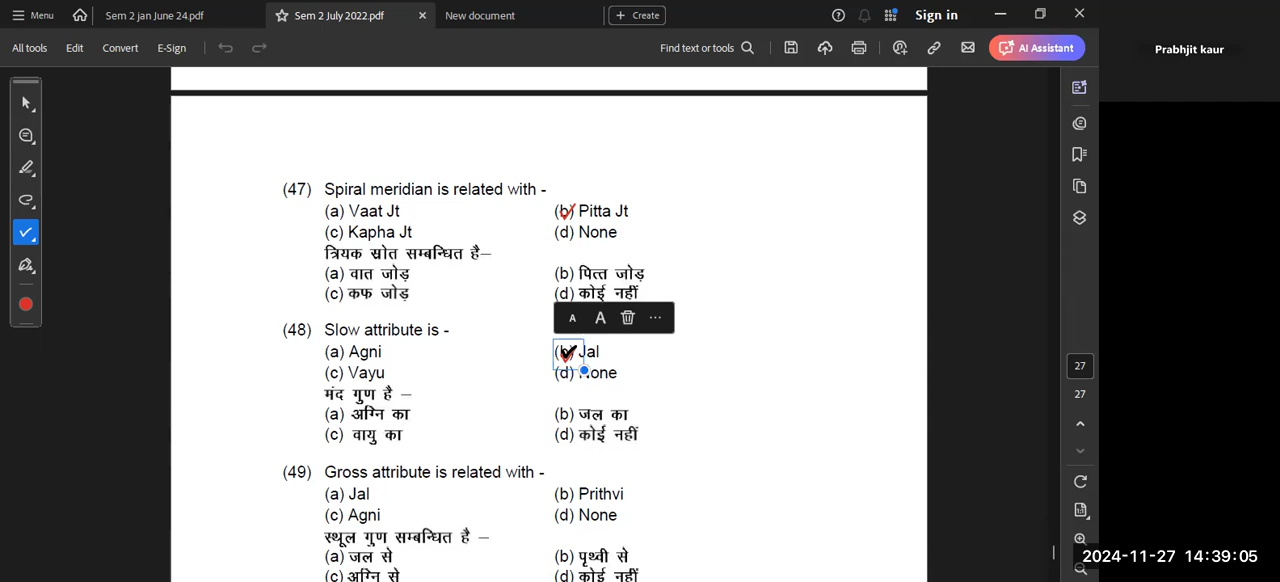 Menu
Sem 2 jan June 24.pdf
Sem 2 July 2022.pdf
New document
Create
Sign in
All tools
Edit
Convert
E-Sign
Find text or tools
AI Assistant
Prabhjit kaur
(47) Spiral meridian is related with -
(a) Vaat Jt
(b) Pitta Jt
(c) Kapha Jt
(d) None
त्रियक स्रोत सम्बन्धित है–
(a) वात जोड़
(b) पित्त जोड़
(c) कफ जोड़
(d) कोई नहीं
A A
(48) Slow attribute is -
(a) Agni
(b) Jal
(c) Vayu
(d) None
मंद गुण है –
(a) अग्नि का
(b) जल का
(c) वायु का
(d) कोई नहीं
27
27
(49) Gross attribute is related with -
(a) Jal
(b) Prithvi
(c) Agni
(d) None
स्थूल गुण सम्बन्धित है –
(a) जल से
(b) पृथ्वी से
(c) अग्नि से
(d) कोई नहीं
2024-11-27 14:39:05